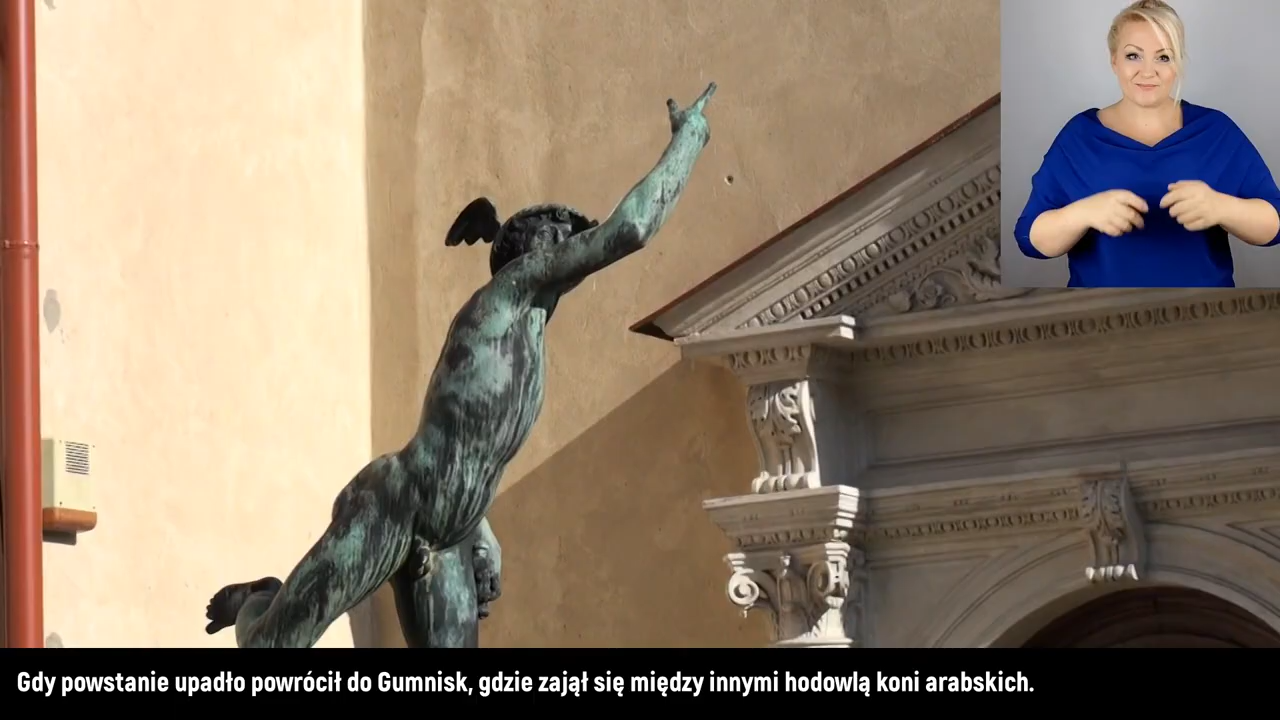 Gdy powstanie upadło powrócił do Gumnisk, gdzie zajął się między innymi hodowlą koni arabskich.